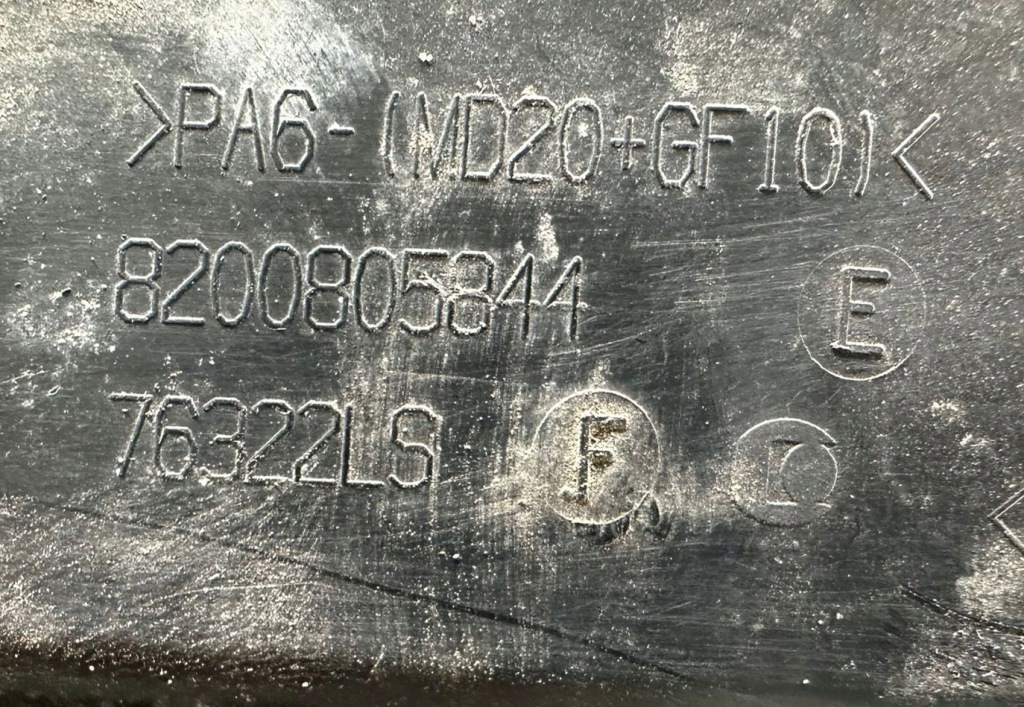 >PA6-(MD20+GF10)<
8200805844
E
76322LS
F